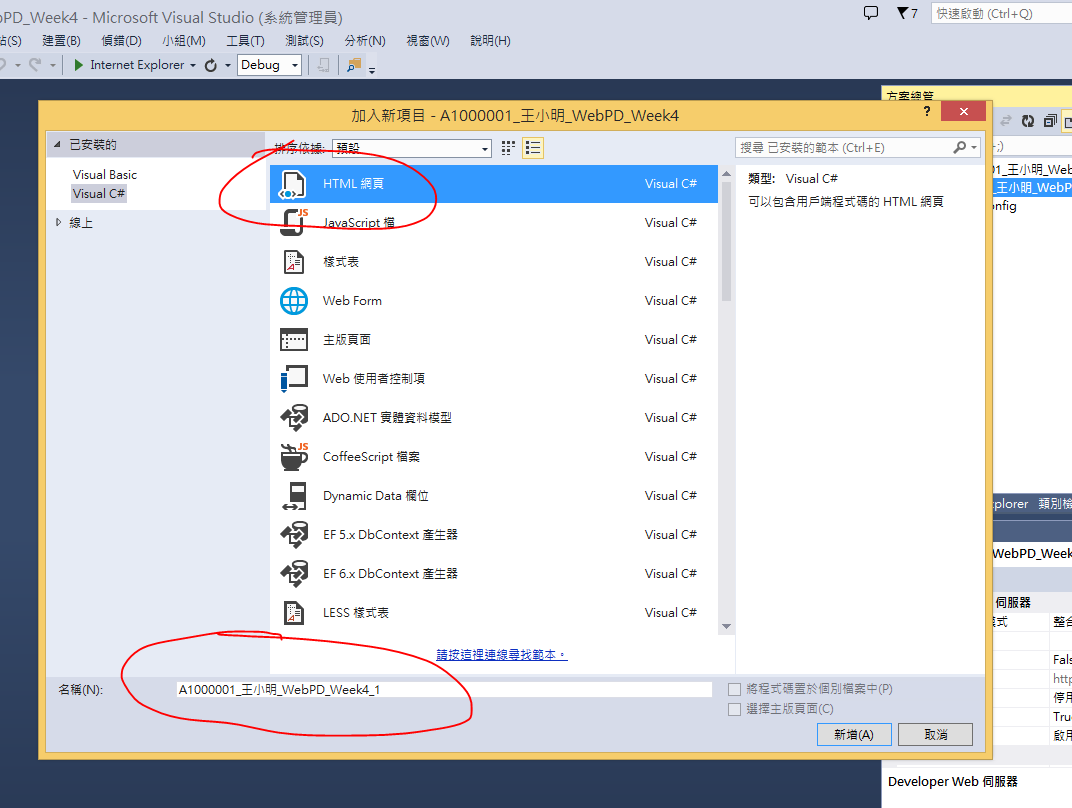 bPD_Week4 - Microsoft Visual Studio (系統管理員)
7
快速啟動 (Ctrl+Q)
站(S) 建置(B) 偵錯(D) 小組(M) 工具(T) 測試(S) 分析(N) 視窗(W) 說明(H)
Internet Explorer Debug
方案總管
加入新項目 - A1000001_王小明_WebPD_Week4
?
已安裝的
排序依據: 預設
搜尋 已安裝的範本 (Ctrl+E)
;)
Visual Basic
Visual C#
線上
HTML 網頁 Visual C#
JavaScript 檔 Visual C#
樣式表 Visual C#
Web Form Visual C#
主版頁面 Visual C#
Web 使用者控制項 Visual C#
ADO.NET 實體資料模型 Visual C#
CoffeeScript 檔案 Visual C#
Dynamic Data 欄位 Visual C#
EF 5.x DbContext 產生器 Visual C#
EF 6.x DbContext 產生器 Visual C#
LESS 樣式表 Visual C#
請按這裡連線尋找範本。
類型: Visual C#
可以包含用戶端程式碼的 HTML 網頁
名稱(N): A1000001_王小明_WebPD_Week4_1
將程式碼置於個別檔案中(P)
選擇主版頁面(C)
新增(A) 取消
01_王小明_Web
_王小明_WebP
onfig
xplorer 類別檢
WebPD_Week
伺服器
模式 整合
Fals
http
停用
True
啟用
Developer Web 伺服器